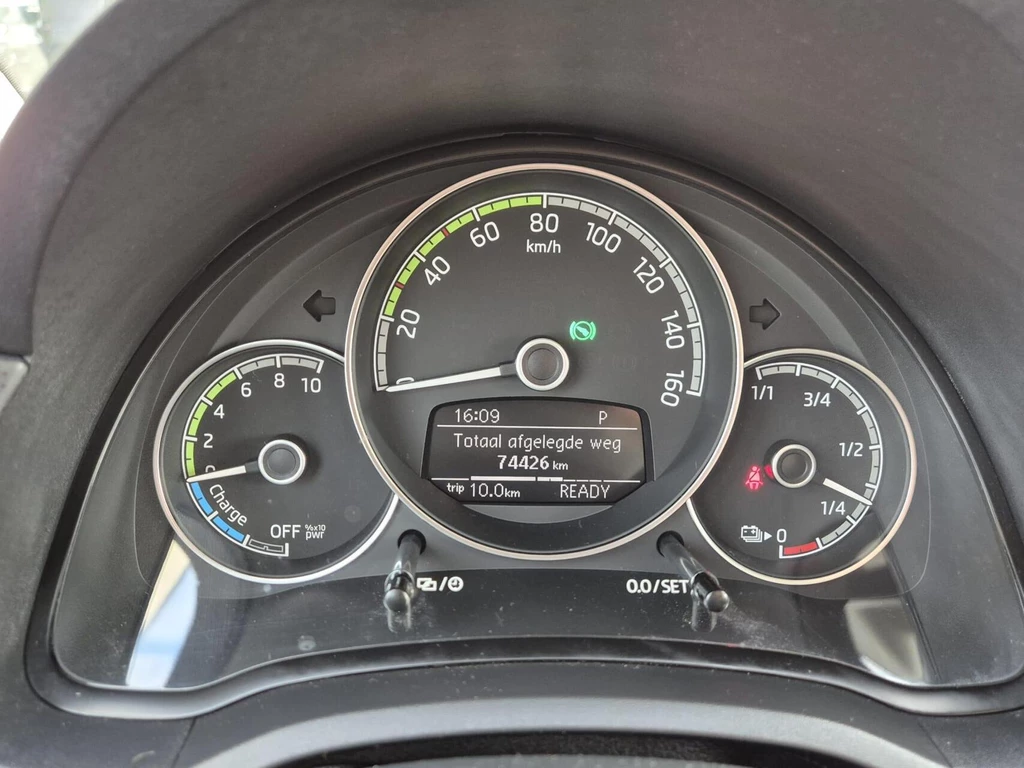 0 20 40 60 80 100 120 140 160
km/h
0 2 4 6 8 10
Charge
OFF %x10
pwr
16:09 P
Totaal afgelegde weg
74426 km
trip 10.0km READY
1/1 3/4 1/2 1/4 0
0.0/SET